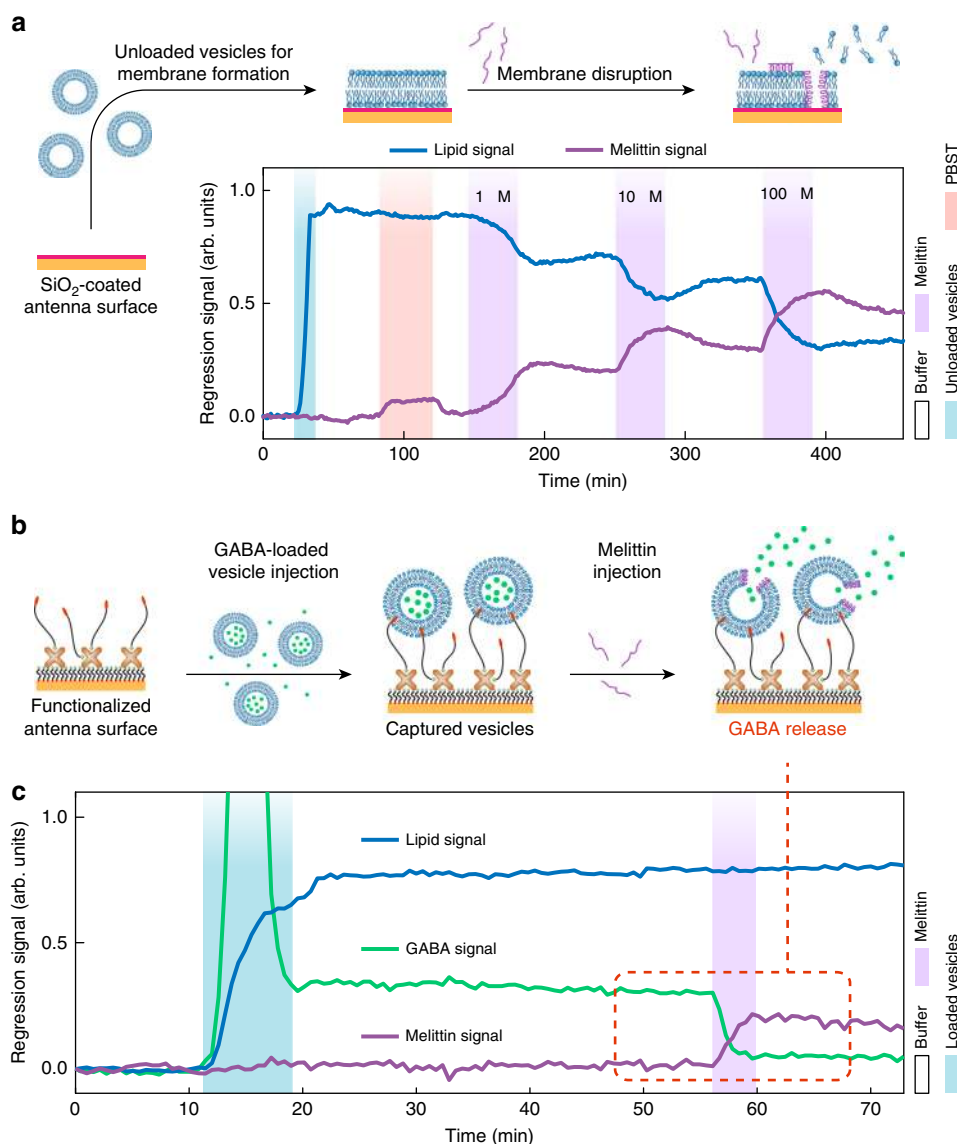 a
Unloaded vesicles for
membrane formation
Membrane disruption
SiO2-coated
antenna surface
Lipid signal
Melittin signal
Regression signal (arb. units)
1.0
0.5
0.0
1 M
10 M
100 M
0
100
200
300
400
Time (min)
Buffer
Melittin
Unloaded vesicles
PBST
b
GABA-loaded
vesicle injection
Melittin
injection
Functionalized
antenna surface
Captured vesicles
GABA release
c
Regression signal (arb. units)
1.0
0.5
0.0
Lipid signal
GABA signal
Melittin signal
0
10
20
30
40
50
60
70
Time (min)
Buffer
Melittin
Loaded vesicles